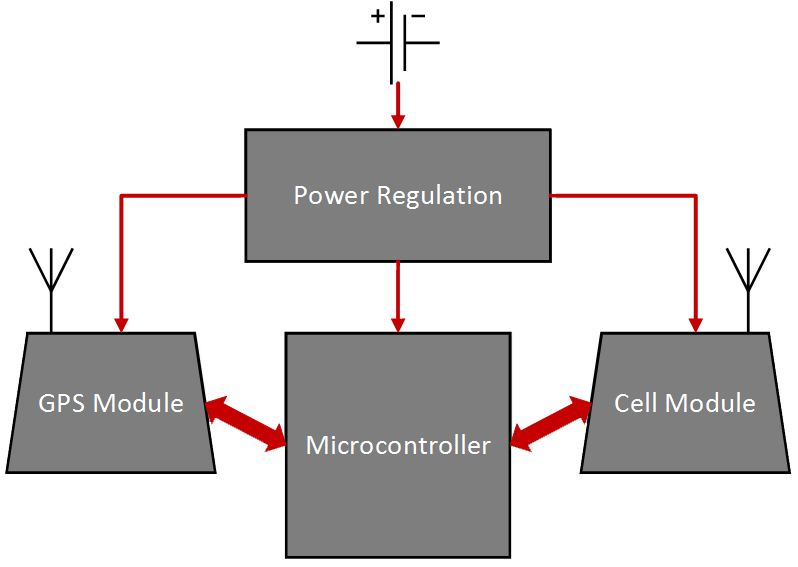 + −
Power Regulation
GPS Module
Cell Module
Microcontroller